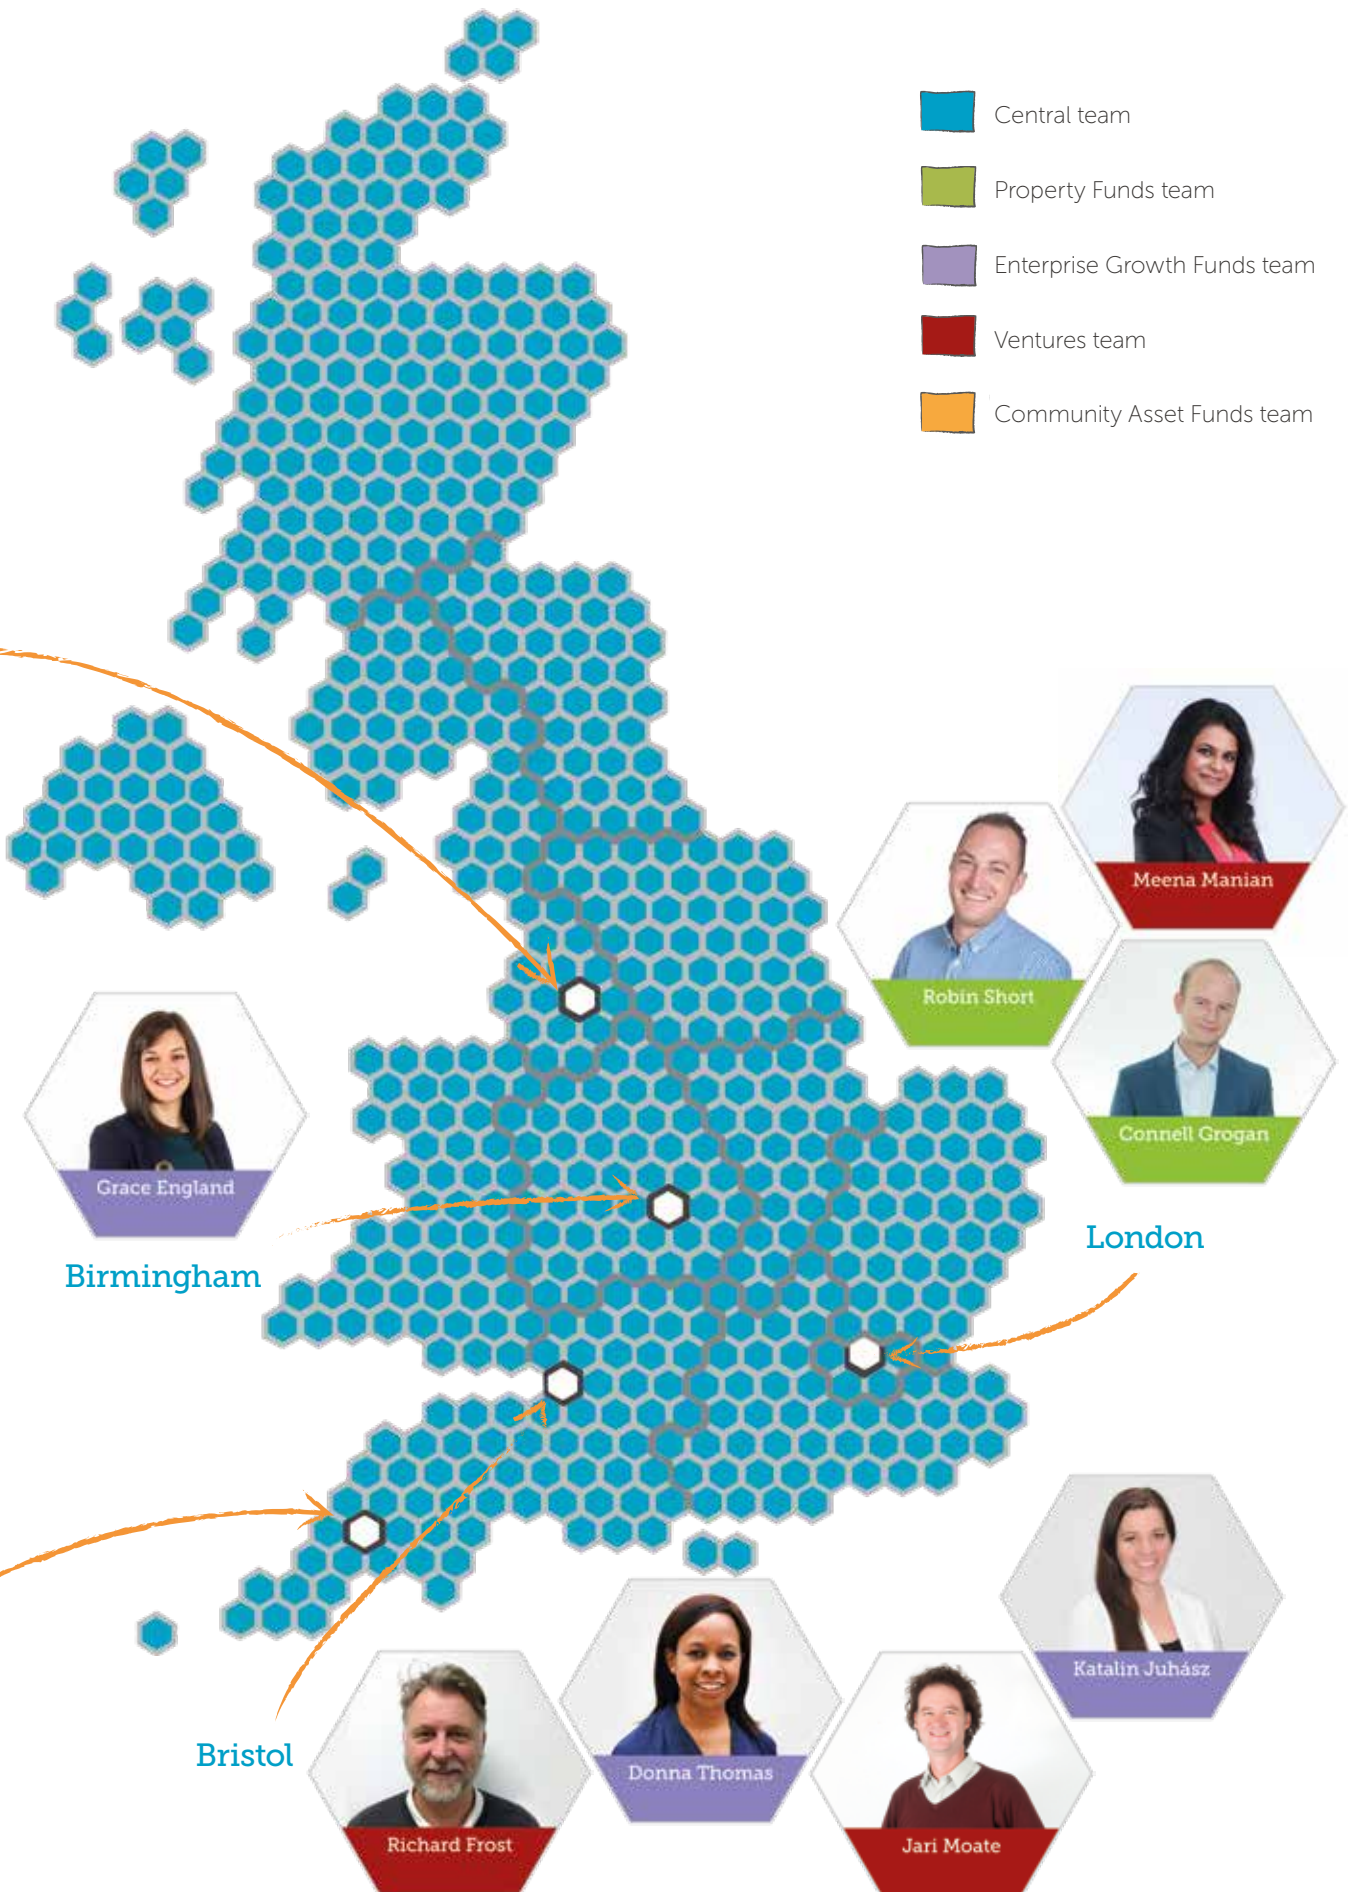 Central team
Property Funds team
Enterprise Growth Funds team
Ventures team
Community Asset Funds team
Meena Manian
Robin Short
Connell Grogan
Grace England
London
Birmingham
Katalin Juhász
Bristol
Donna Thomas
Richard Frost
Jari Moate